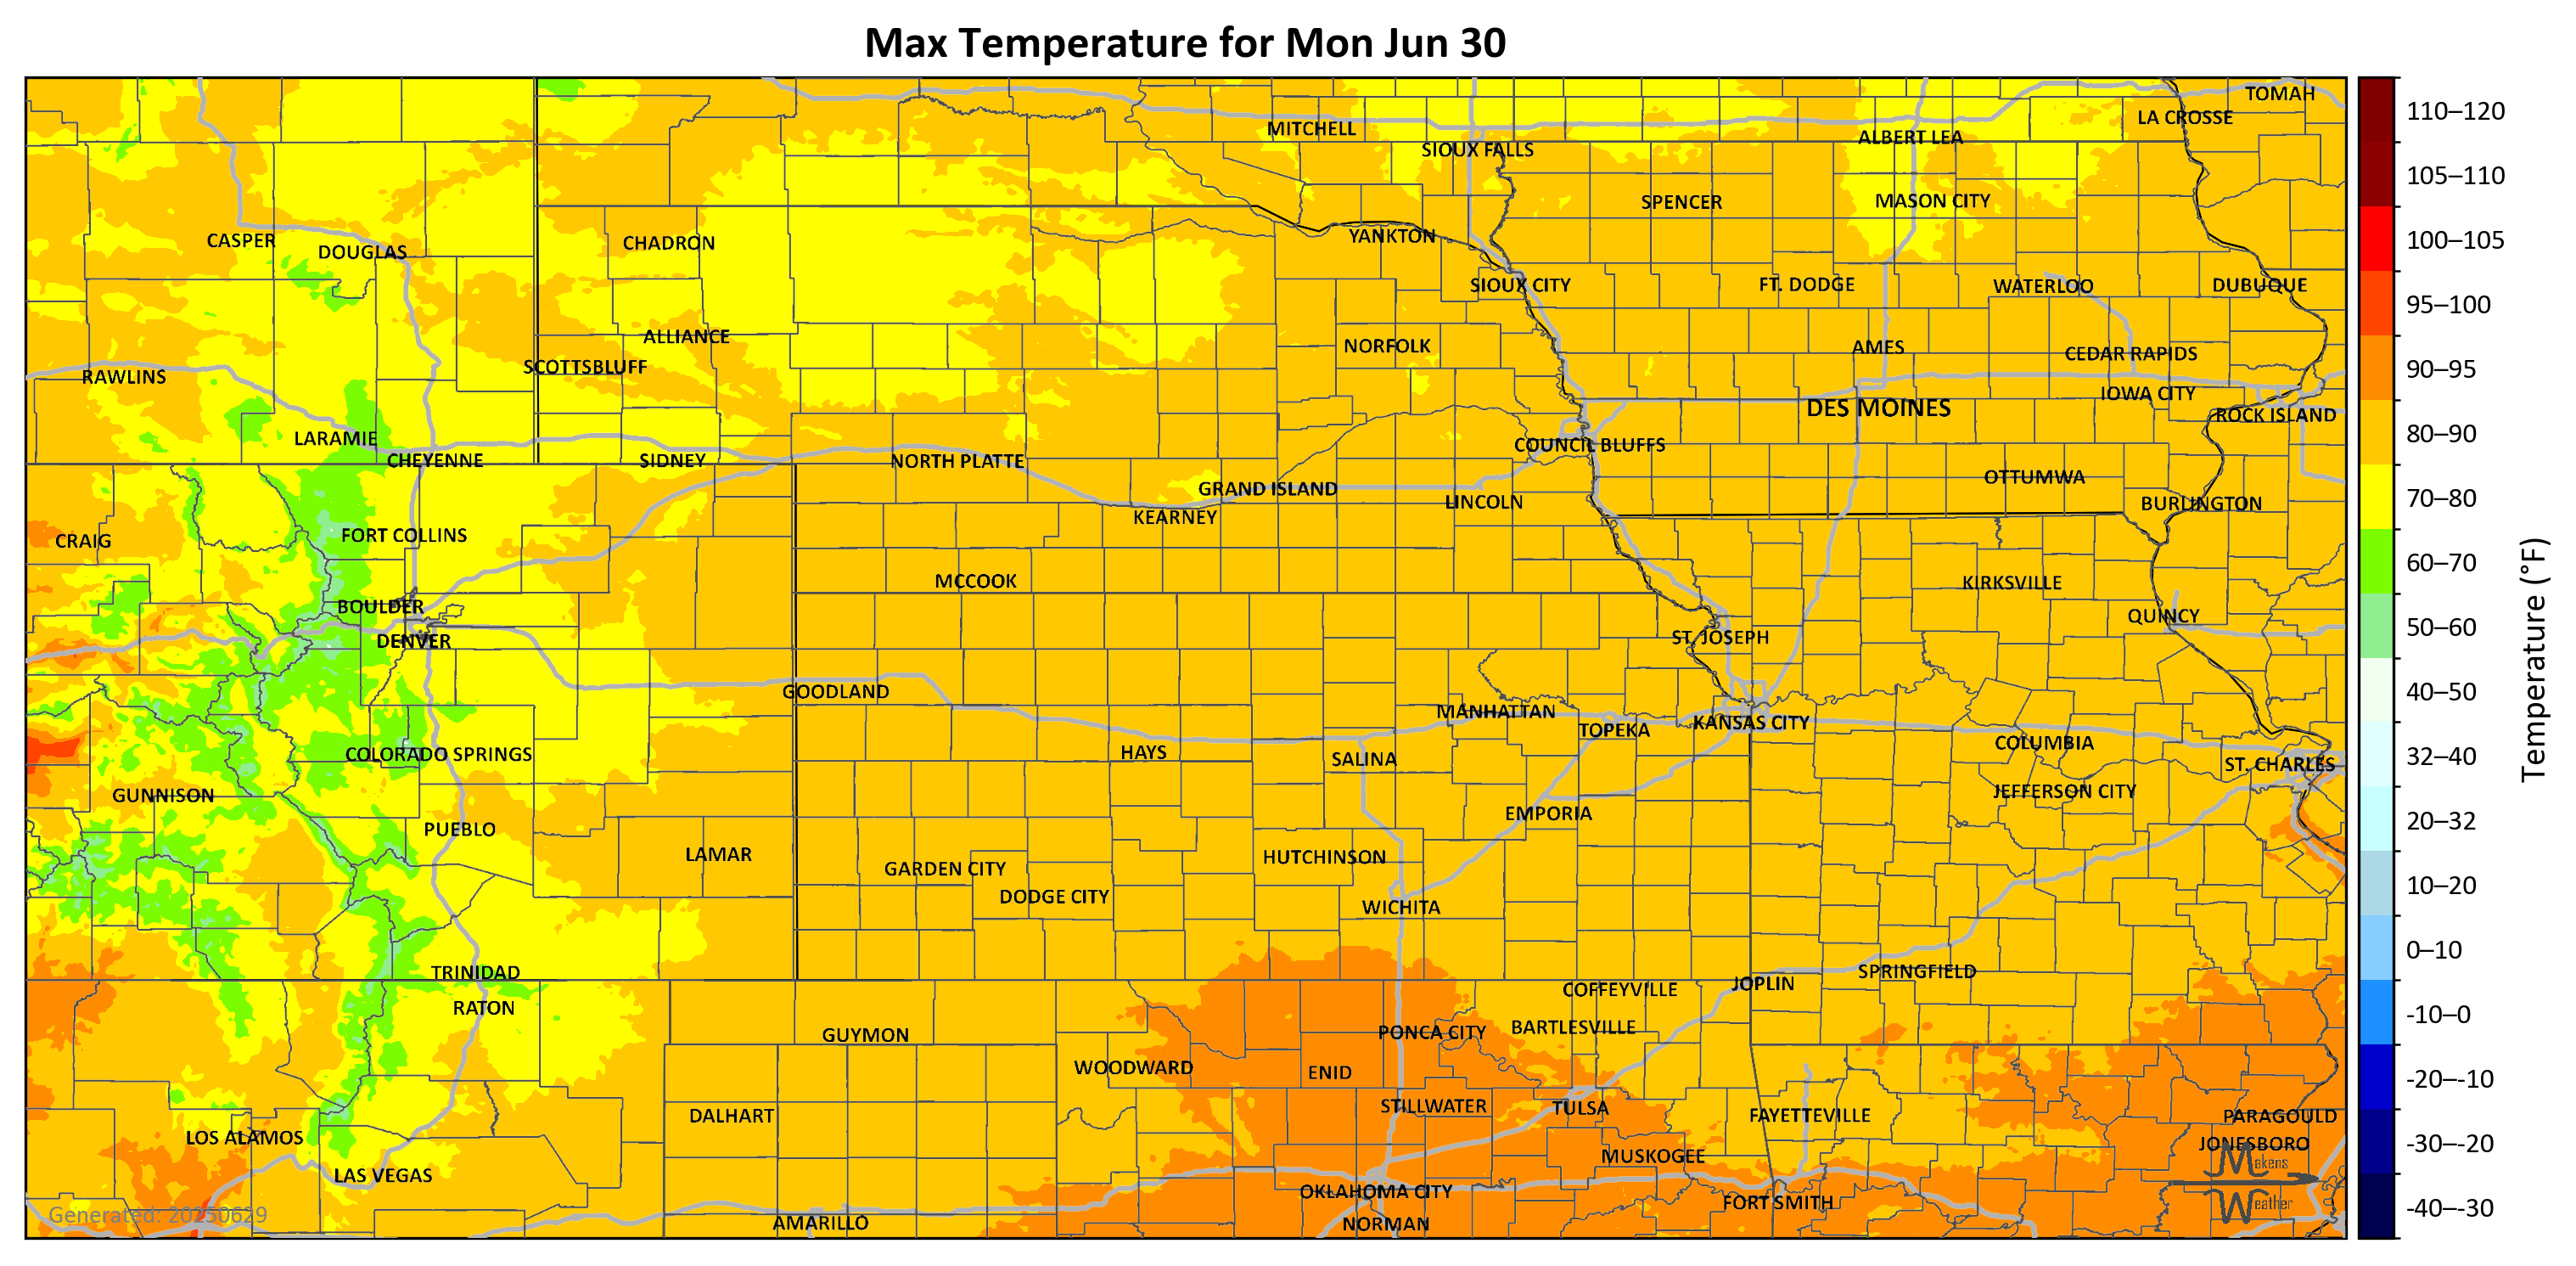 Max Temperature for Mon Jun 30
TOMAH
LA CROSSE
MITCHELL
ALBERT LEA
SIOUX FALLS
SPENCER
MASON CITY
CASPER
DOUGLAS
CHADRON
YANKTON
SIOUX CITY
FT. DODGE
WATERLOO
DUBUQUE
ALLIANCE
NORFOLK
AMES
CEDAR RAPIDS
SCOTTSBLUFF
RAWLINS
IOWA CITY
DES MOINES
ROCK ISLAND
LARAMIE
COUNCIL BLUFFS
CHEYENNE
SIDNEY
NORTH PLATTE
OTTUMWA
GRAND ISLAND
LINCOLN
BURLINGTON
KEARNEY
FORT COLLINS
CRAIG
MCCOOK
KIRKSVILLE
BOULDER
QUINCY
DENVER
ST. JOSEPH
GOODLAND
MANHATTAN
KANSAS CITY
TOPEKA
COLUMBIA
HAYS
COLORADO SPRINGS
SALINA
ST. CHARLES
JEFFERSON CITY
GUNNISON
EMPORIA
PUEBLO
LAMAR
HUTCHINSON
GARDEN CITY
DODGE CITY
WICHITA
TRINIDAD
SPRINGFIELD
JOPLIN
COFFEYVILLE
RATON
BARTLESVILLE
PONCA CITY
GUYMON
WOODWARD
ENID
STILLWATER
TULSA
DALHART
FAYETTEVILLE
PARAGOULD
LOS ALAMOS
JONESBORO
MUSKOGEE
LAS VEGAS
OKLAHOMA CITY
FORT SMITH
AMARILLO
NORMAN
Generated: 20250629
Makens
Weather
110–120
105–110
100–105
95–100
90–95
80–90
70–80
60–70
50–60
40–50
32–40
20–32
10–20
0–10
-10–0
-20–-10
-30–-20
-40–-30
Temperature (°F)